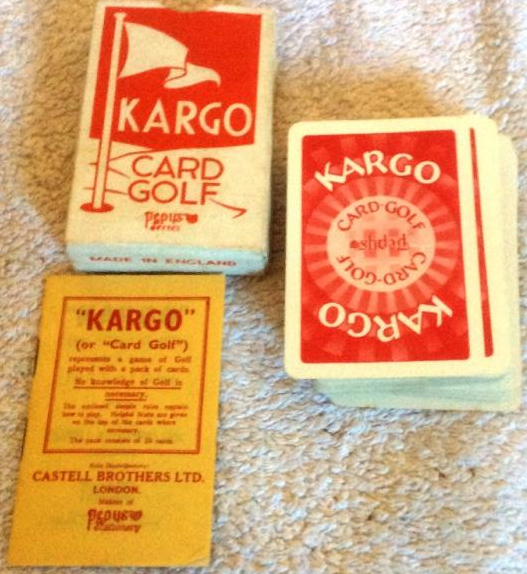 KARGO
CARD
GOLF
Pepys
Series
MADE IN ENGLAND
KARGO
CARD-GOLF
Pepys
CARD-GOLF
KARGO
"KARGO"
(or "Card Golf")
represents a game of Golf
played with a pack of cards.
No knowledge of Golf is
necessary.
The enclosed simple rules explain
how to play. Helpful hints are given
on the top of the cards where
necessary.
The pack consists of cards.
Sole Distributors:
CASTELL BROTHERS LTD.
LONDON.
Makers of
Pepys
Stationery